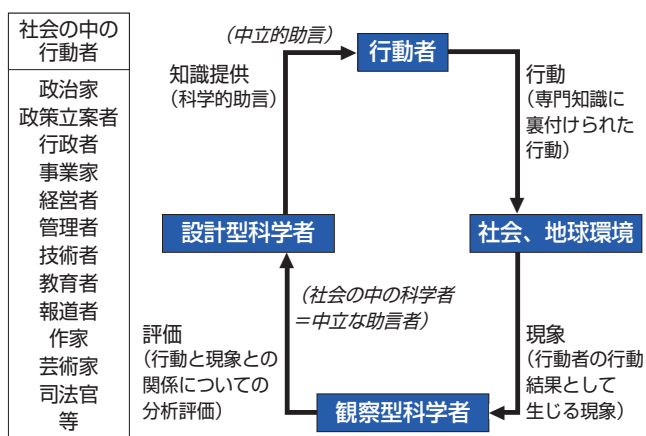 社会の中の
行動者
政治家
政策立案者
行政者
事業家
経営者
管理者
技術者
教育者
報道者
作家
芸術家
司法官
等
(中立的助言)
行動者
知識提供
(科学的助言)
行動
(専門知識に
裏付けられた
行動)
設計型科学者
社会、地球環境
(社会の中の科学者
=中立な助言者)
評価
(行動と現象との
関係についての
分析評価)
現象
(行動者の行動
結果として
生じる現象)
観察型科学者